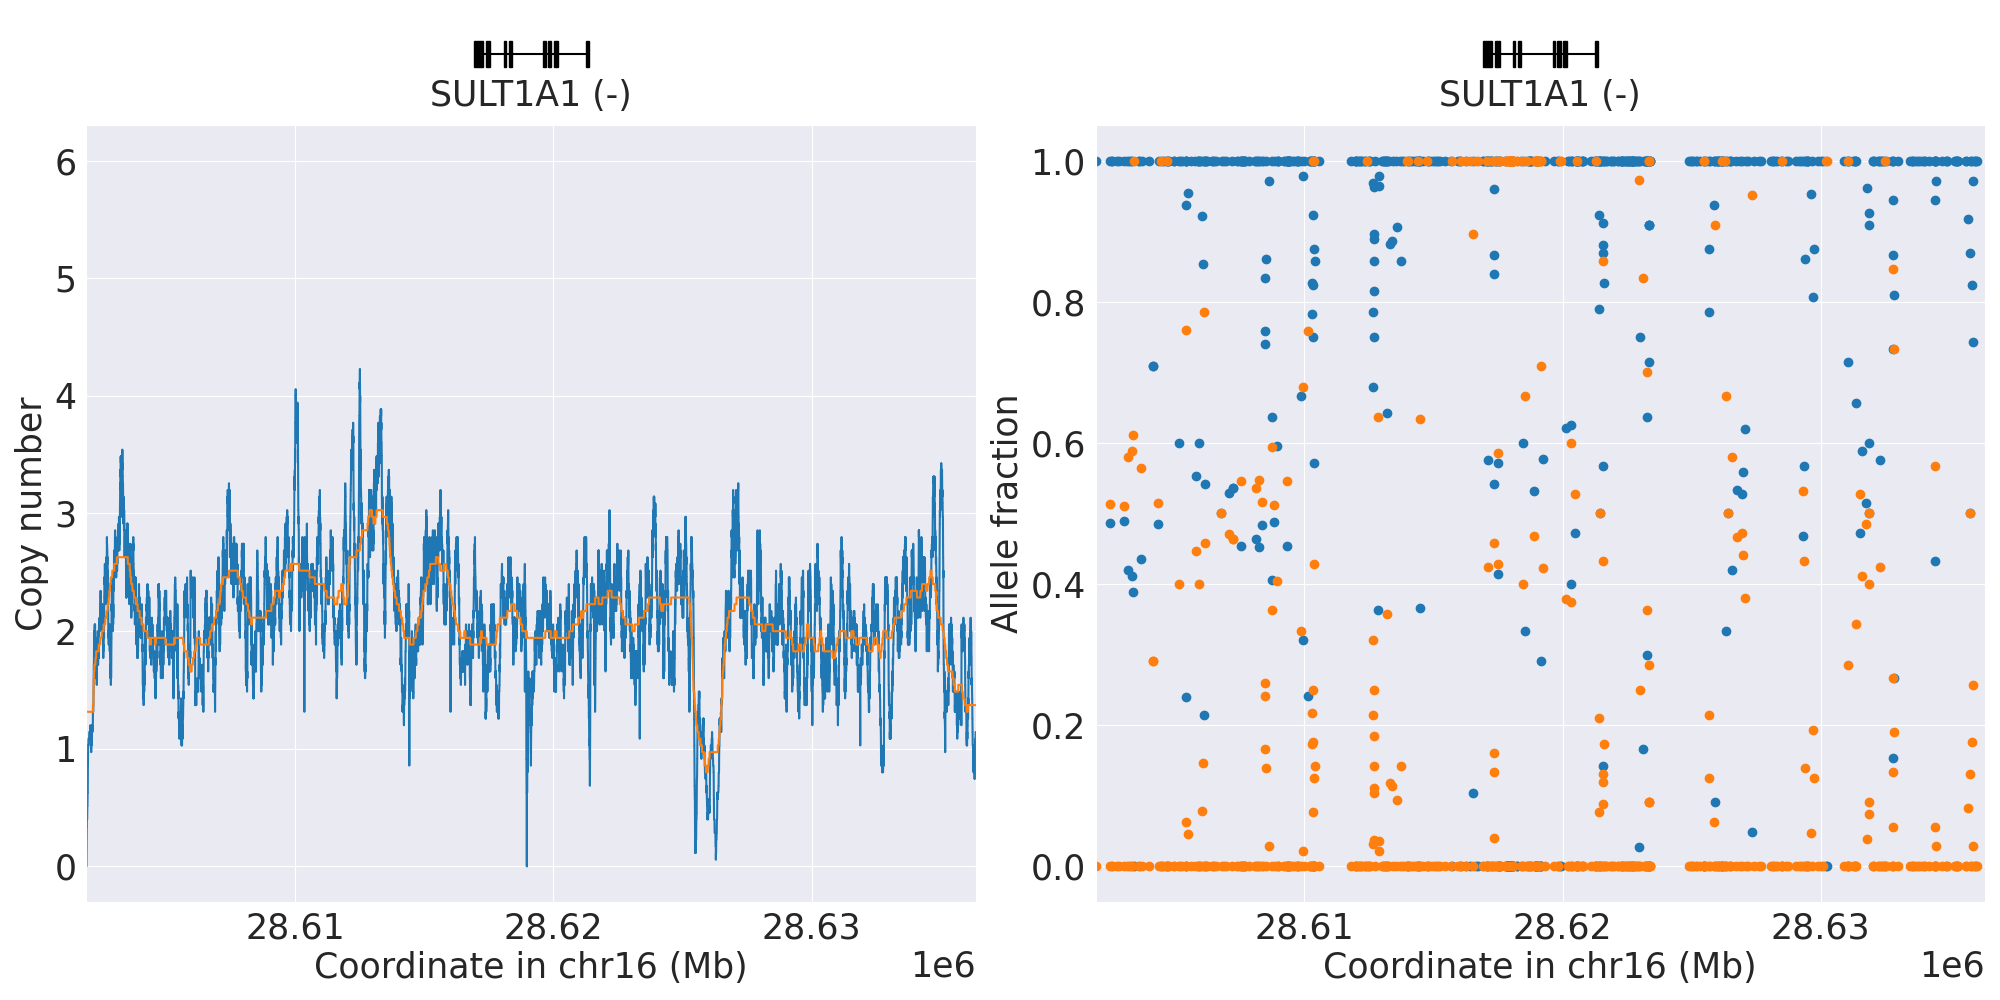 SULT1A1 (-)
6
5
4
3
2
1
0
Copy number
28.61
28.62
28.63
Coordinate in chr16 (Mb)
1e6
SULT1A1 (-)
1.0
0.8
0.6
0.4
0.2
0.0
Allele fraction
28.61
28.62
28.63
Coordinate in chr16 (Mb)
1e6